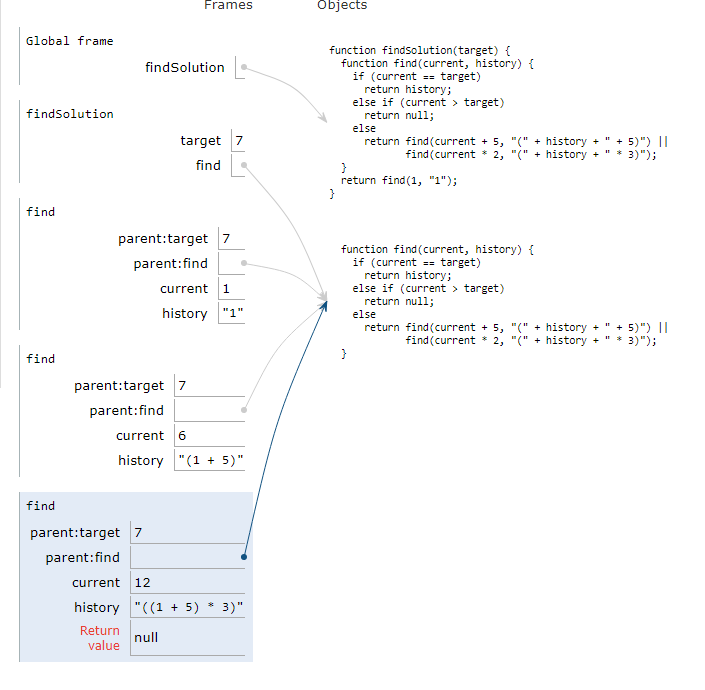 Frames Objects
Global frame
findSolution
findSolution
target 7
find
find
parent:target 7
parent:find
current 1
history "1"
find
parent:target 7
parent:find
current 6
history "(1 + 5)"
find
parent:target 7
parent:find
current 12
history "((1 + 5) * 3)"
Return
value null
function findSolution(target) {
function find(current, history) {
if (current == target)
return history;
else if (current > target)
return null;
else
return find(current + 5, "(" + history + " + 5)") ||
find(current * 2, "(" + history + " * 3)");
}
return find(1, "1");
}
function find(current, history) {
if (current == target)
return history;
else if (current > target)
return null;
else
return find(current + 5, "(" + history + " + 5)") ||
find(current * 2, "(" + history + " * 3)");
}